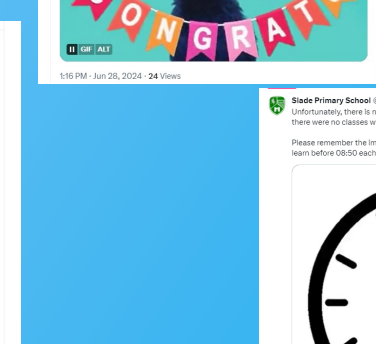 CONGRAT
GIF ALT
1:16 PM · Jun 28, 2024 · 24 Views
Slade Primary School @
Unfortunately, there is
there were no classes
Please remember the
learn before 08:50 each